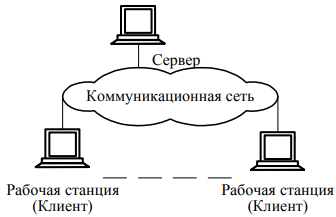 Сервер
Коммуникационная сеть
Рабочая станция
(Клиент)
Рабочая станция
(Клиент)